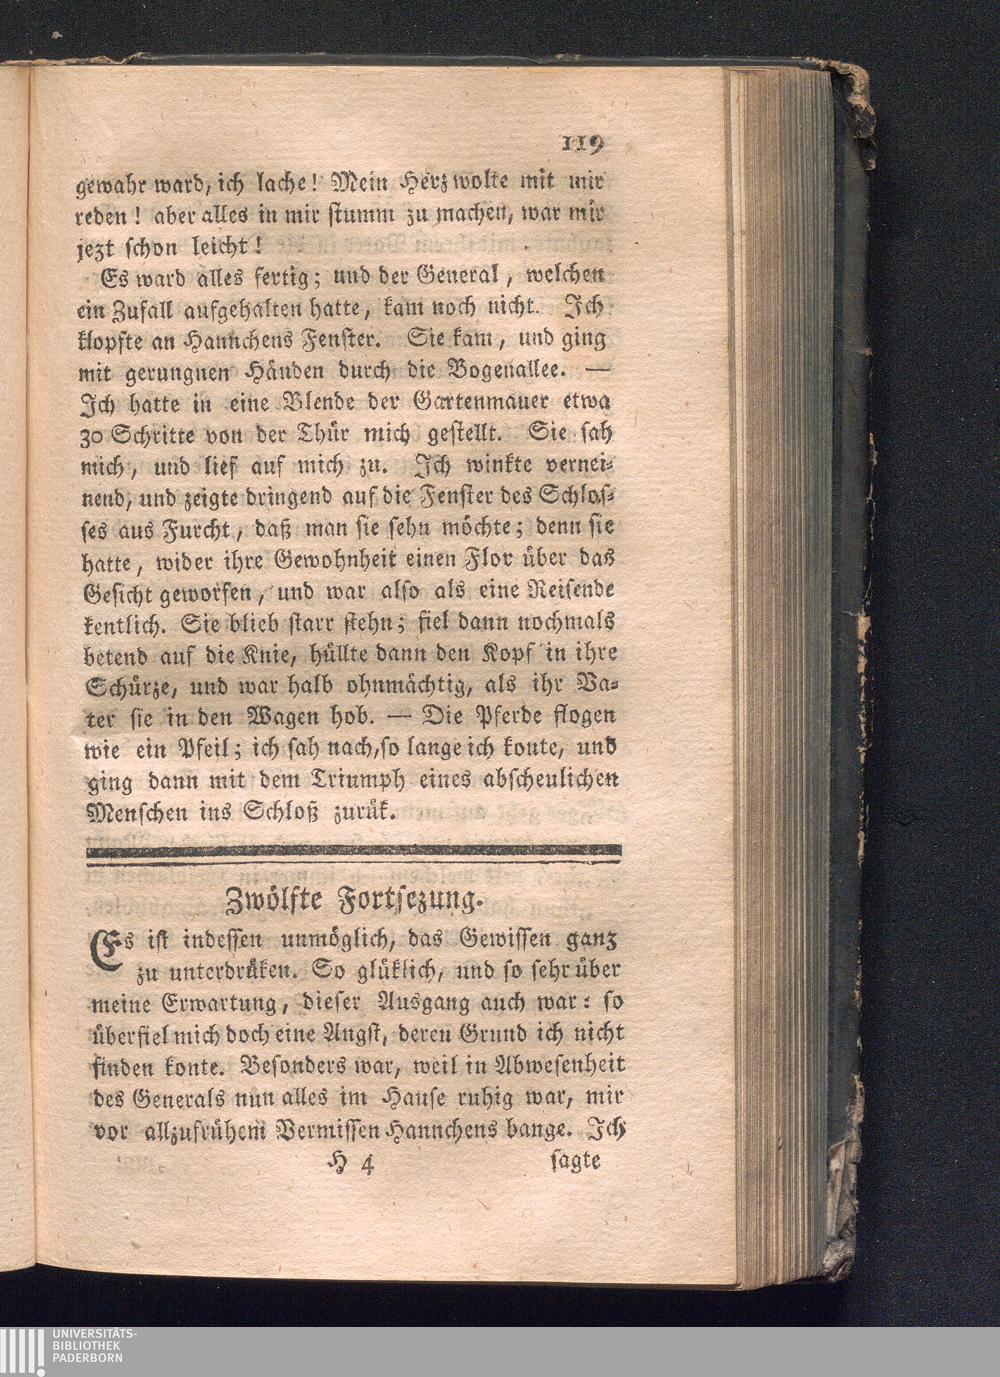 119
gewahr ward, ich lache! Mein Herz wolte mit mir
reden! aber alles in mir stumm zu machen, war mir
jezt schon leicht!
Es ward alles fertig; und der General, welchen
ein Zufall aufgehalten hatte, kam noch nicht. Ich
klopfte an Hannchens Fenster. Sie kam, und ging
mit gerungnen Händen durch die Bogenallee. —
Ich hatte in eine Blende der Gartenmauer etwa
30 Schritte von der Thür mich gestellt. Sie sah
mich, und lief auf mich zu. Ich winkte vernei-
nend, und zeigte dringend auf die Fenster des Schlos-
ses aus Furcht, daß man sie sehn möchte; denn sie
hatte, wider ihre Gewohnheit einen Flor über das
Gesicht geworfen, und war also als eine Reisende
kentlich. Sie blieb starr stehn; fiel dann nochmals
betend auf die Knie, hüllte dann den Kopf in ihre
Schürze, und war halb ohnmächtig, als ihr Va-
ter sie in den Wagen hob. — Die Pferde flogen
wie ein Pfeil; ich sah nach, so lange ich konte, und
ging dann mit dem Triumph eines abscheulichen
Menschen ins Schloß zurük.
Zwölfte Fortsezung.
Es ist indessen unmöglich, das Gewissen ganz
zu unterdrüken. So glüklich, und so sehr über
meine Erwartung, dieser Ausgang auch war: so
überfiel mich doch eine Angst, deren Grund ich nicht
finden konte. Besonders war, weil in Abwesenheit
des Generals nun alles im Hause ruhig war, mir
vor allzufrühem Vermissen Hannchens bange. Ich
H 4 sagte
UNIVERSITÄTS-
BIBLIOTHEK
PADERBORN